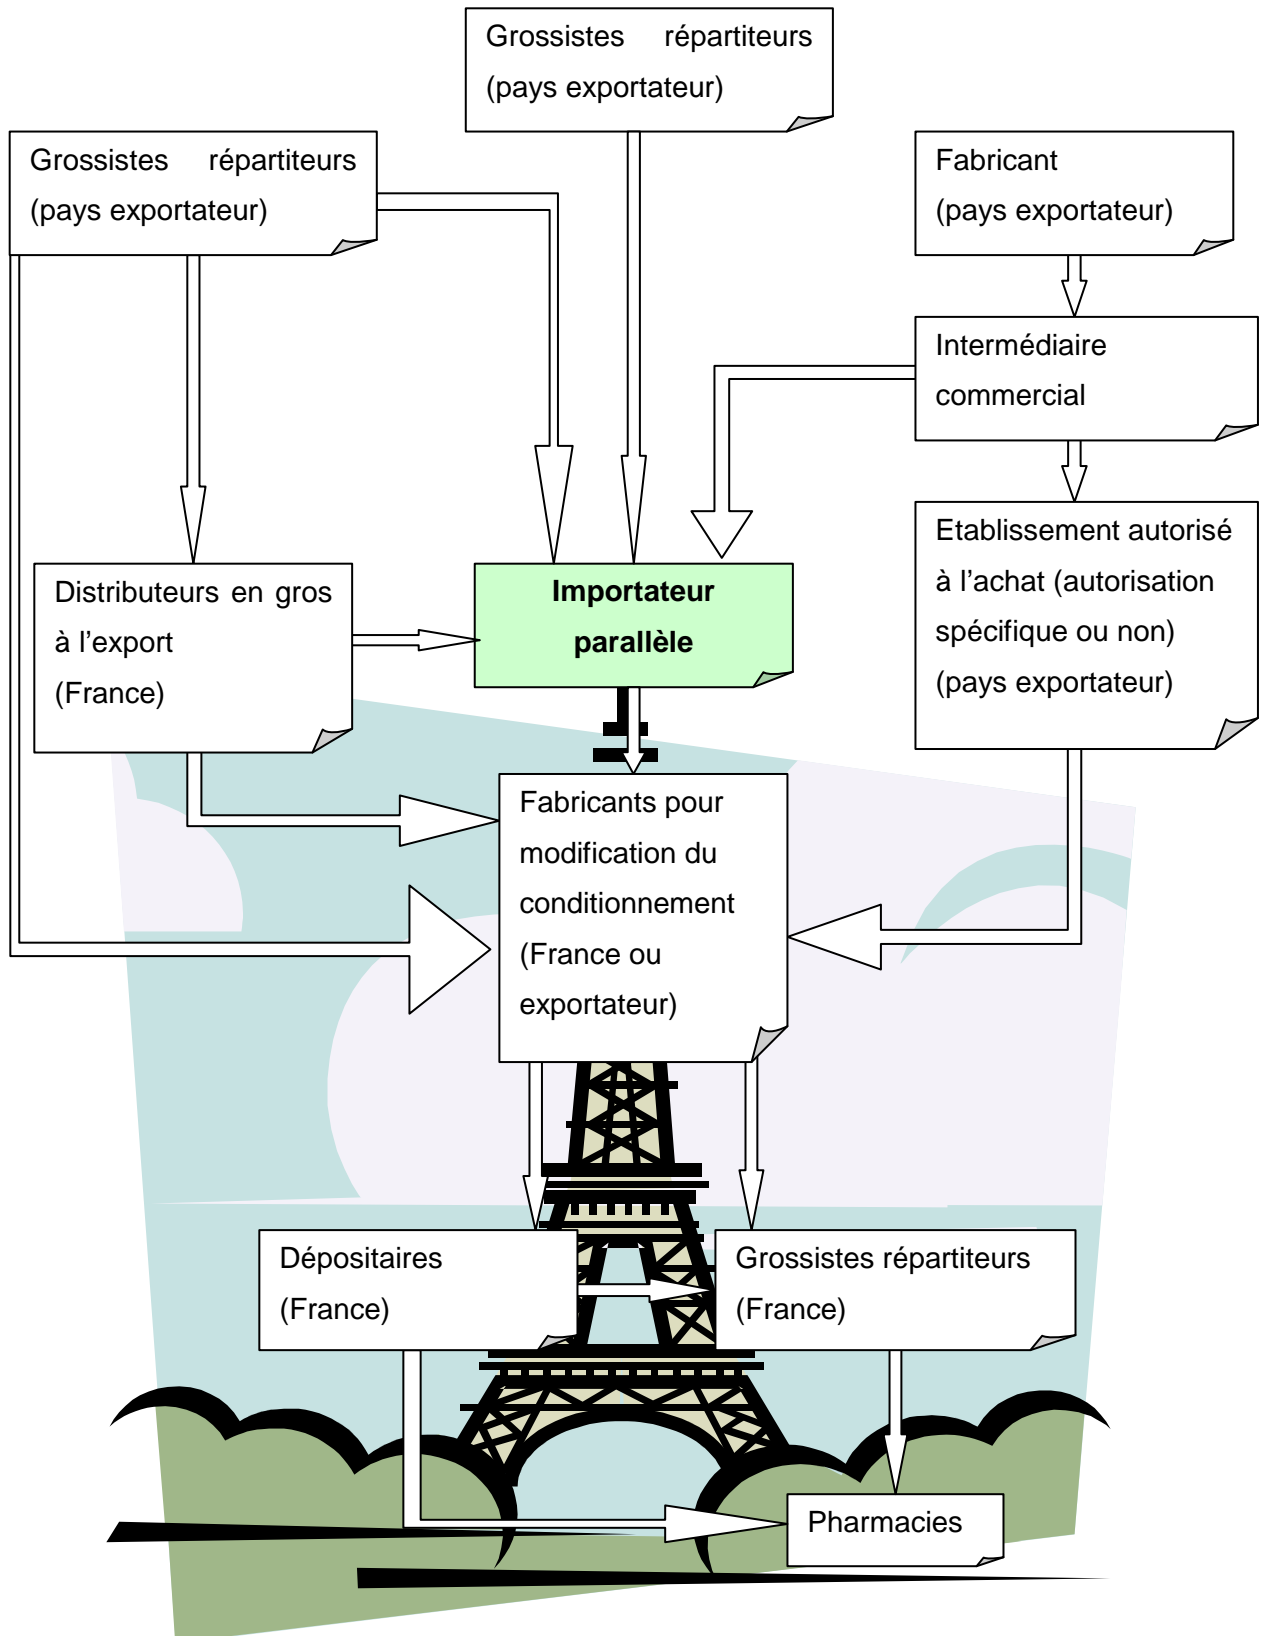 Grossistes répartiteurs
(pays exportateur)
Grossistes répartiteurs
(pays exportateur)
Fabricant
(pays exportateur)
Intermédiaire
commercial
Etablissement autorisé
à l’achat (autorisation
spécifique ou non)
(pays exportateur)
Distributeurs en gros
à l’export
(France)
Importateur
parallèle
Fabricants pour
modification du
conditionnement
(France ou
exportateur)
Dépositaires
(France)
Grossistes répartiteurs
(France)
Pharmacies